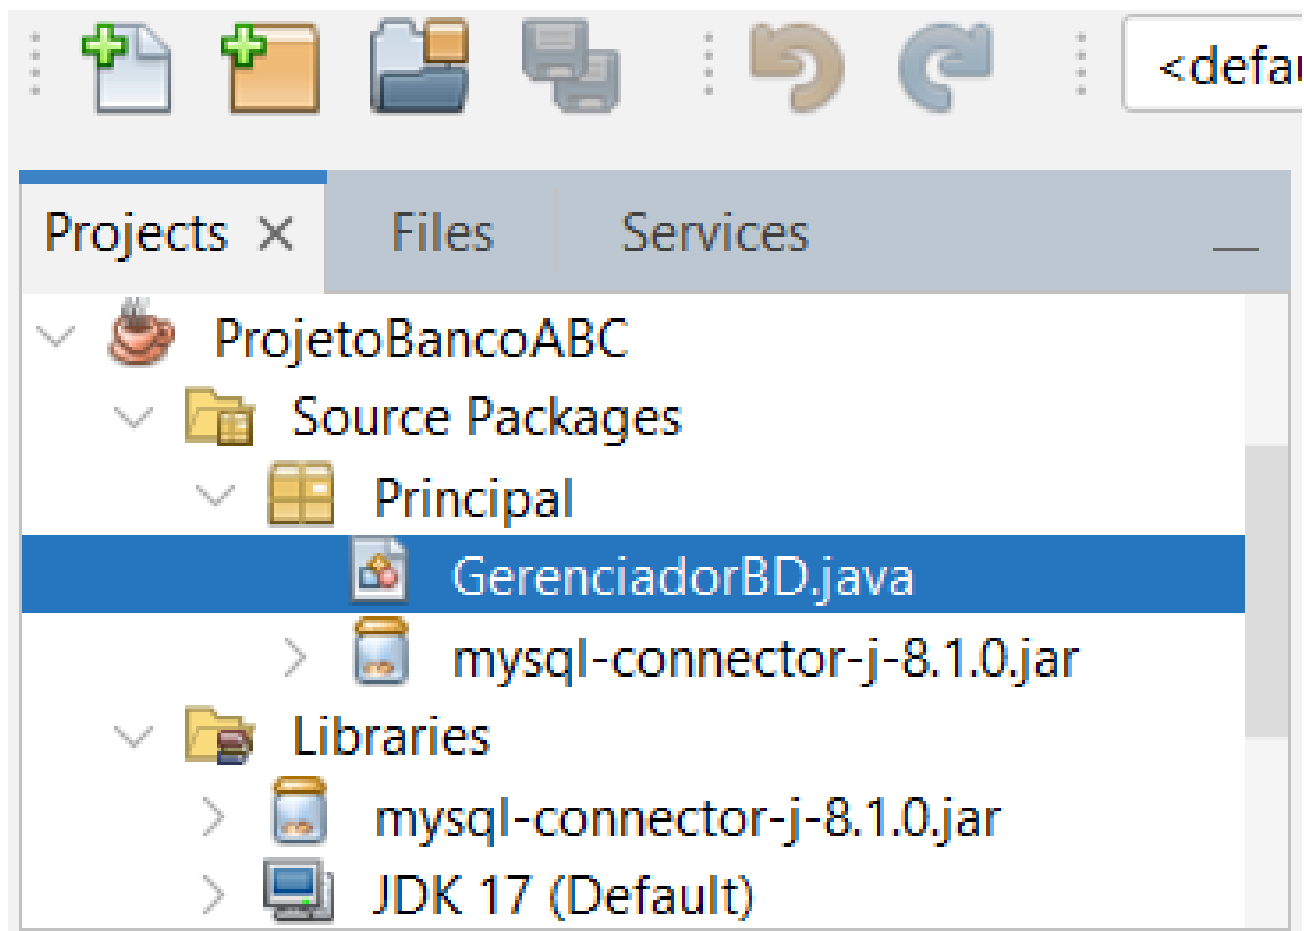 <defau
Projects Files Services
ProjetoBancoABC
Source Packages
Principal
GerenciadorBD.java
mysql-connector-j-8.1.0.jar
Libraries
mysql-connector-j-8.1.0.jar
JDK 17 (Default)